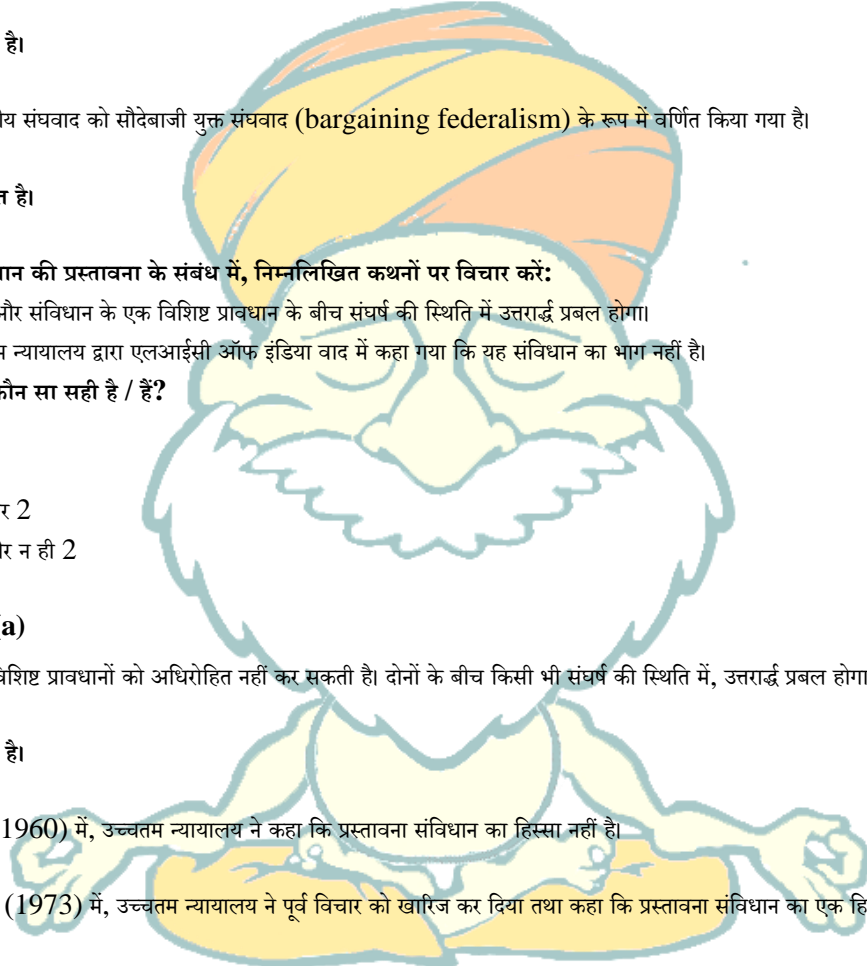 है।
य संघवाद को सौदेबाजी युक्त संघवाद (bargaining federalism) के रूप में वर्णित किया गया है।
है।
की प्रस्तावना के संबंध में, निम्नलिखित कथनों पर विचार करें:
और संविधान के एक विशिष्ट प्रावधान के बीच संघर्ष की स्थिति में उत्तरार्द्ध प्रबल होगा।
न्यायालय द्वारा एलआईसी ऑफ इंडिया वाद में कहा गया कि यह संविधान का भाग नहीं है।
कौन सा सही है / हैं?
2
और न ही 2
a)
विशिष्ट प्रावधानों को अधिरोहित नहीं कर सकती है। दोनों के बीच किसी भी संघर्ष की स्थिति में, उत्तरार्द्ध प्रबल होगा
है।
1960) में, उच्चतम न्यायालय ने कहा कि प्रस्तावना संविधान का हिस्सा नहीं है।
(1973) में, उच्चतम न्यायालय ने पूर्व विचार को खारिज कर दिया तथा कहा कि प्रस्तावना संविधान का एक हि